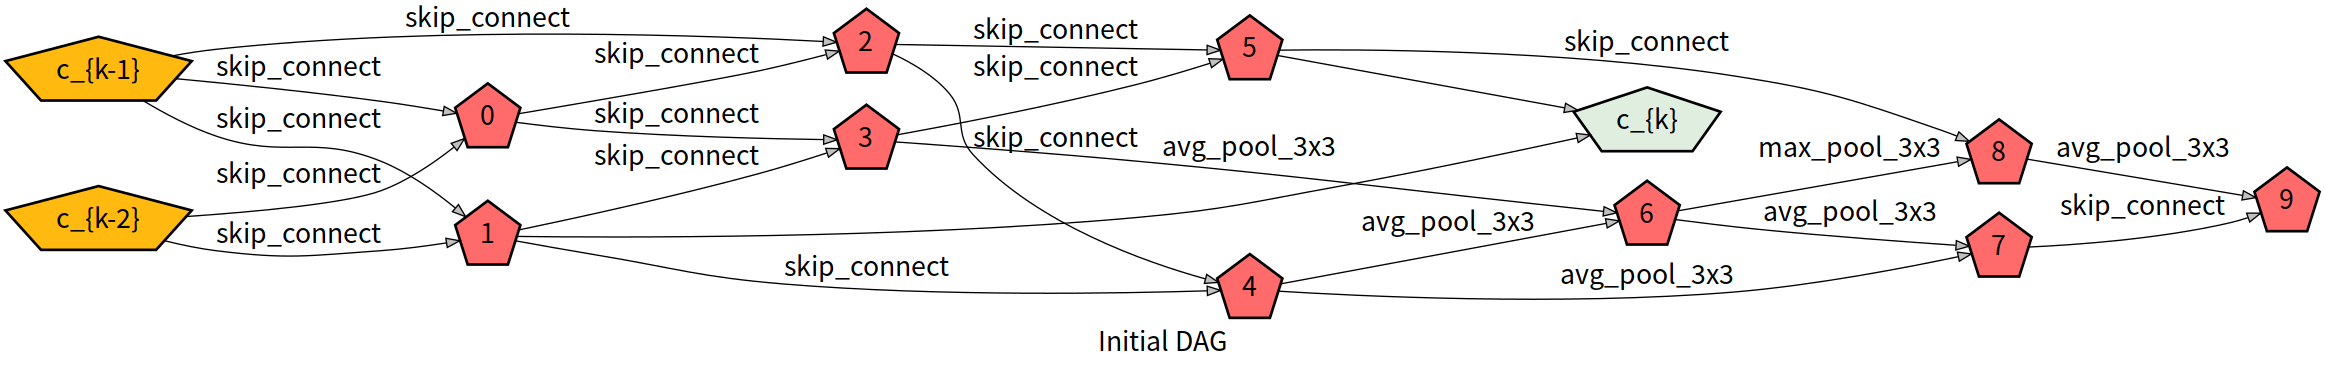 skip_connect
c_{k-1}
skip_connect
skip_connect
skip_connect
c_{k-2}
skip_connect
0
1
skip_connect
skip_connect
skip_connect
skip_connect
2
3
skip_connect
skip_connect
skip_connect
avg_pool_3x3
5
4
avg_pool_3x3
skip_connect
c_{k}
6
max_pool_3x3
avg_pool_3x3
avg_pool_3x3
8
7
avg_pool_3x3
skip_connect
9
Initial DAG